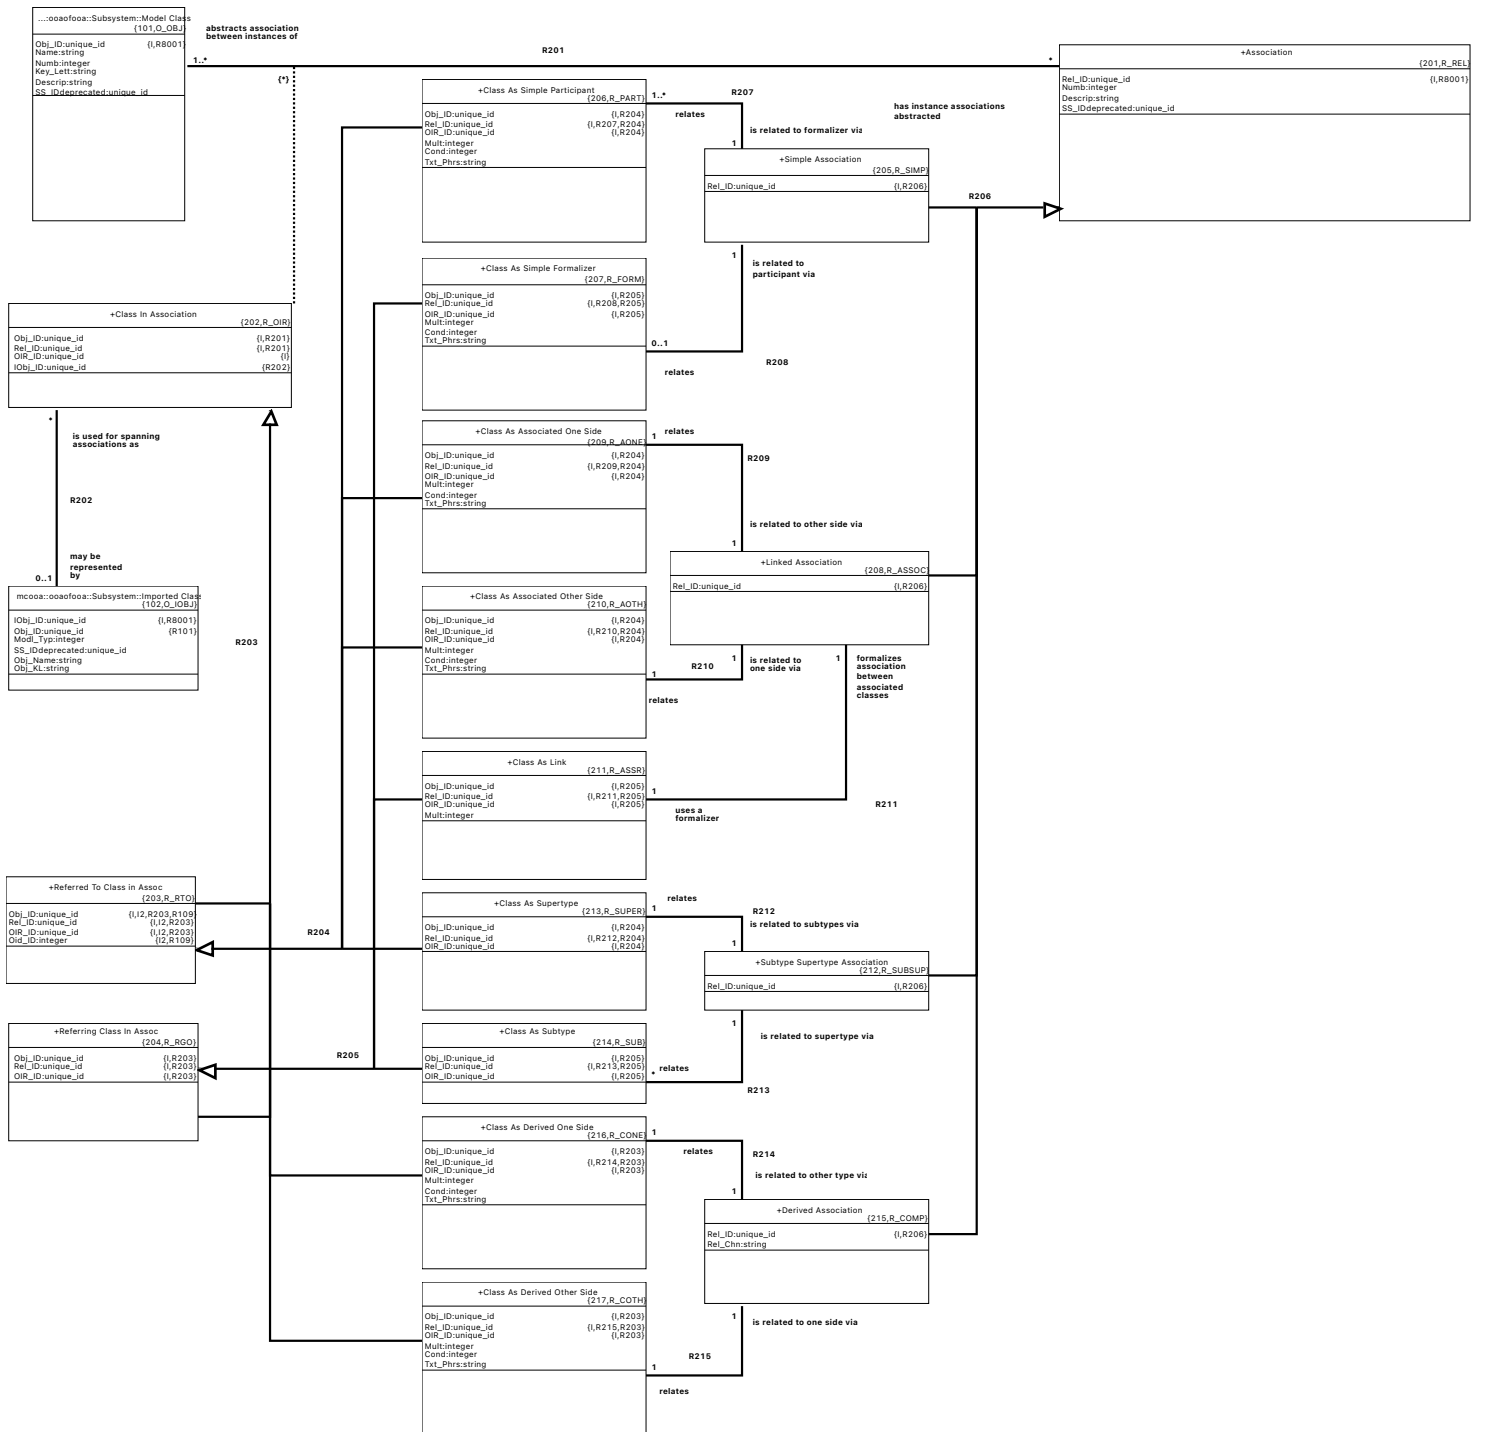 ...:ooaofooa::Subsystem::Model Class
{101,O_OBJ}
Obj_ID:unique_id {I,R8001}
Name:string
Numb:integer
Key_Lett:string
Descrip:string
SS_IDdeprecated:unique_id
abstracts association
between instances of
1..*
R201
*
{*}
+Association
{201,R_REL}
Rel_ID:unique_id {I,R8001}
Numb:integer
Descrip:string
SS_IDdeprecated:unique_id
has instance associations
abstracted
+Class As Simple Participant
{206,R_PART}
Obj_ID:unique_id {I,R204}
Rel_ID:unique_id {I,R207,R204}
OIR_ID:unique_id {I,R204}
Mult:integer
Cond:integer
Txt_Phrs:string
1..*
R207
relates
is related to formalizer via
1
+Simple Association
{205,R_SIMP}
Rel_ID:unique_id {I,R206}
R206
1
is related to
participant via
+Class As Simple Formalizer
{207,R_FORM}
Obj_ID:unique_id {I,R205}
Rel_ID:unique_id {I,R208,R205}
OIR_ID:unique_id {I,R205}
Mult:integer
Cond:integer
Txt_Phrs:string
0..1
R208
relates
+Class In Association
{202,R_OIR}
Obj_ID:unique_id {I,R201}
Rel_ID:unique_id {I,R201}
OIR_ID:unique_id {I}
IObj_ID:unique_id {R202}
*
is used for spanning
associations as
R202
may be
represented
by
0..1
mcooa::ooaofooa::Subsystem::Imported Class
{102,O_IOBJ}
IObj_ID:unique_id {I,R8001}
Obj_ID:unique_id {R101}
Modl_Typ:integer
SS_IDdeprecated:unique_id
Obj_Name:string
Obj_KL:string
R203
+Class As Associated One Side
{209,R_AONE}
Obj_ID:unique_id {I,R204}
Rel_ID:unique_id {I,R209,R204}
OIR_ID:unique_id {I,R204}
Mult:integer
Cond:integer
Txt_Phrs:string
1
relates
R209
is related to other side via
1
+Linked Association
{208,R_ASSOC}
Rel_ID:unique_id {I,R206}
+Class As Associated Other Side
{210,R_AOTH}
Obj_ID:unique_id {I,R204}
Rel_ID:unique_id {I,R210,R204}
OIR_ID:unique_id {I,R204}
Mult:integer
Cond:integer
Txt_Phrs:string
1
R210
1
is related to
one side via
relates
1
formalizes
association
between
associated
classes
+Class As Link
{211,R_ASSR}
Obj_ID:unique_id {I,R205}
Rel_ID:unique_id {I,R211,R205}
OIR_ID:unique_id {I,R205}
Mult:integer
1
uses a
formalizer
R211
+Referred To Class in Assoc
{203,R_RTO}
Obj_ID:unique_id {I,I2,R203,R109}
Rel_ID:unique_id {I,I2,R203}
OIR_ID:unique_id {I,I2,R203}
Oid_ID:integer {I2,R109}
R204
+Class As Supertype
{213,R_SUPER}
Obj_ID:unique_id {I,R204}
Rel_ID:unique_id {I,R212,R204}
OIR_ID:unique_id {I,R204}
relates
1
R212
is related to subtypes via
1
+Subtype Supertype Association
{212,R_SUBSUP}
Rel_ID:unique_id {I,R206}
1
is related to supertype via
+Referring Class In Assoc
{204,R_RGO}
Obj_ID:unique_id {I,R203}
Rel_ID:unique_id {I,R203}
OIR_ID:unique_id {I,R203}
R205
+Class As Subtype
{214,R_SUB}
Obj_ID:unique_id {I,R205}
Rel_ID:unique_id {I,R213,R205}
OIR_ID:unique_id {I,R205}
*
relates
R213
+Class As Derived One Side
{216,R_CONE}
Obj_ID:unique_id {I,R203}
Rel_ID:unique_id {I,R214,R203}
OIR_ID:unique_id {I,R203}
Mult:integer
Cond:integer
Txt_Phrs:string
1
relates
R214
is related to other type via
1
+Derived Association
{215,R_COMP}
Rel_ID:unique_id {I,R206}
Rel_Chn:string
1
is related to one side via
+Class As Derived Other Side
{217,R_COTH}
Obj_ID:unique_id {I,R203}
Rel_ID:unique_id {I,R215,R203}
OIR_ID:unique_id {I,R203}
Mult:integer
Cond:integer
Txt_Phrs:string
R215
1
relates